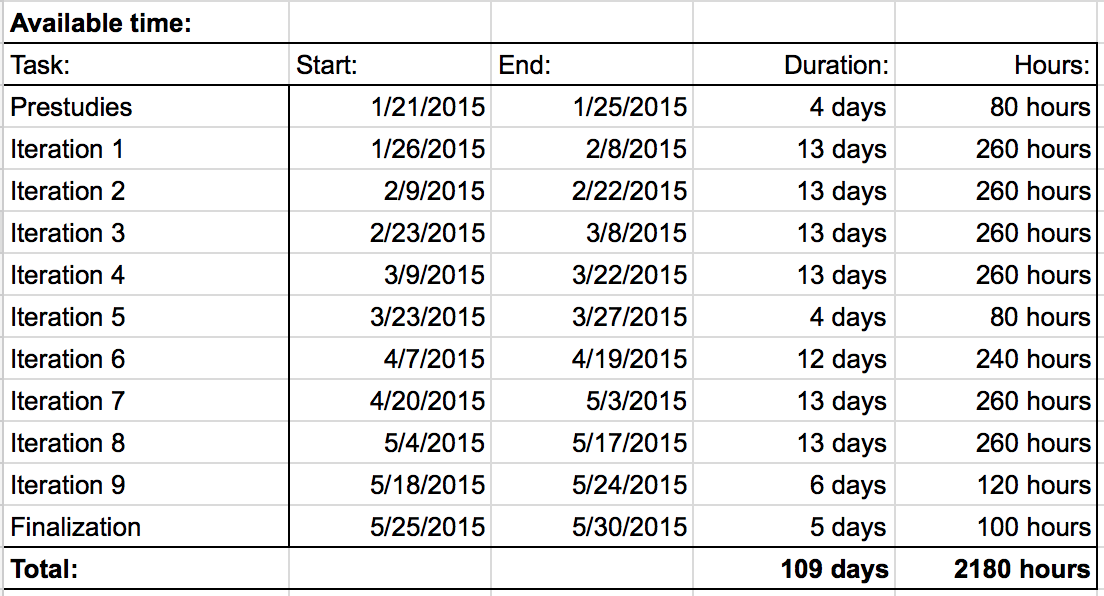 Available time:
Task: Start: End: Duration: Hours:
Prestudies 1/21/2015 1/25/2015 4 days 80 hours
Iteration 1 1/26/2015 2/8/2015 13 days 260 hours
Iteration 2 2/9/2015 2/22/2015 13 days 260 hours
Iteration 3 2/23/2015 3/8/2015 13 days 260 hours
Iteration 4 3/9/2015 3/22/2015 13 days 260 hours
Iteration 5 3/23/2015 3/27/2015 4 days 80 hours
Iteration 6 4/7/2015 4/19/2015 12 days 240 hours
Iteration 7 4/20/2015 5/3/2015 13 days 260 hours
Iteration 8 5/4/2015 5/17/2015 13 days 260 hours
Iteration 9 5/18/2015 5/24/2015 6 days 120 hours
Finalization 5/25/2015 5/30/2015 5 days 100 hours
Total: 109 days 2180 hours